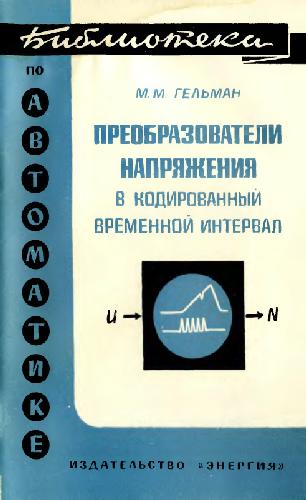 Библиотека
ПО
АВТОМАТИКЕ
М. М. ГЕЛЬМАН
ПРЕОБРАЗОВАТЕЛИ
НАПРЯЖЕНИЯ
В КОДИРОВАННЫЙ
ВРЕМЕННОЙ ИНТЕРВАЛ
U
N
ИЗДАТЕЛЬСТВО «ЭНЕРГИЯ»